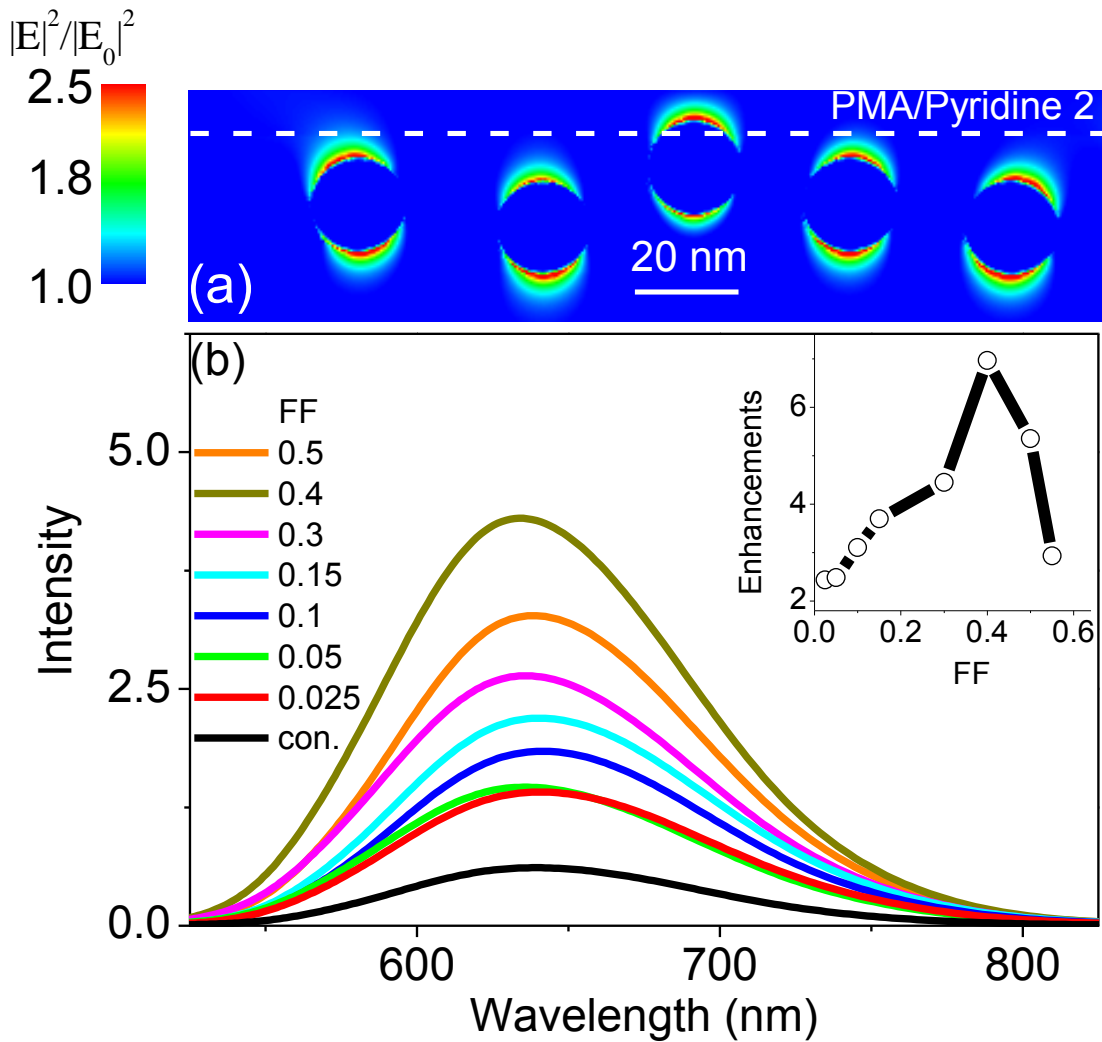 |E|²/|E₀|²
2.5
1.8
1.0
PMA/Pyridine 2
20 nm
(a)
(b)
FF
0.5
0.4
0.3
0.15
0.1
0.05
0.025
con.
Intensity
5.0
2.5
0.0
600
700
800
Wavelength (nm)
Enhancements
6
4
2
0.0
0.2
0.4
0.6
FF